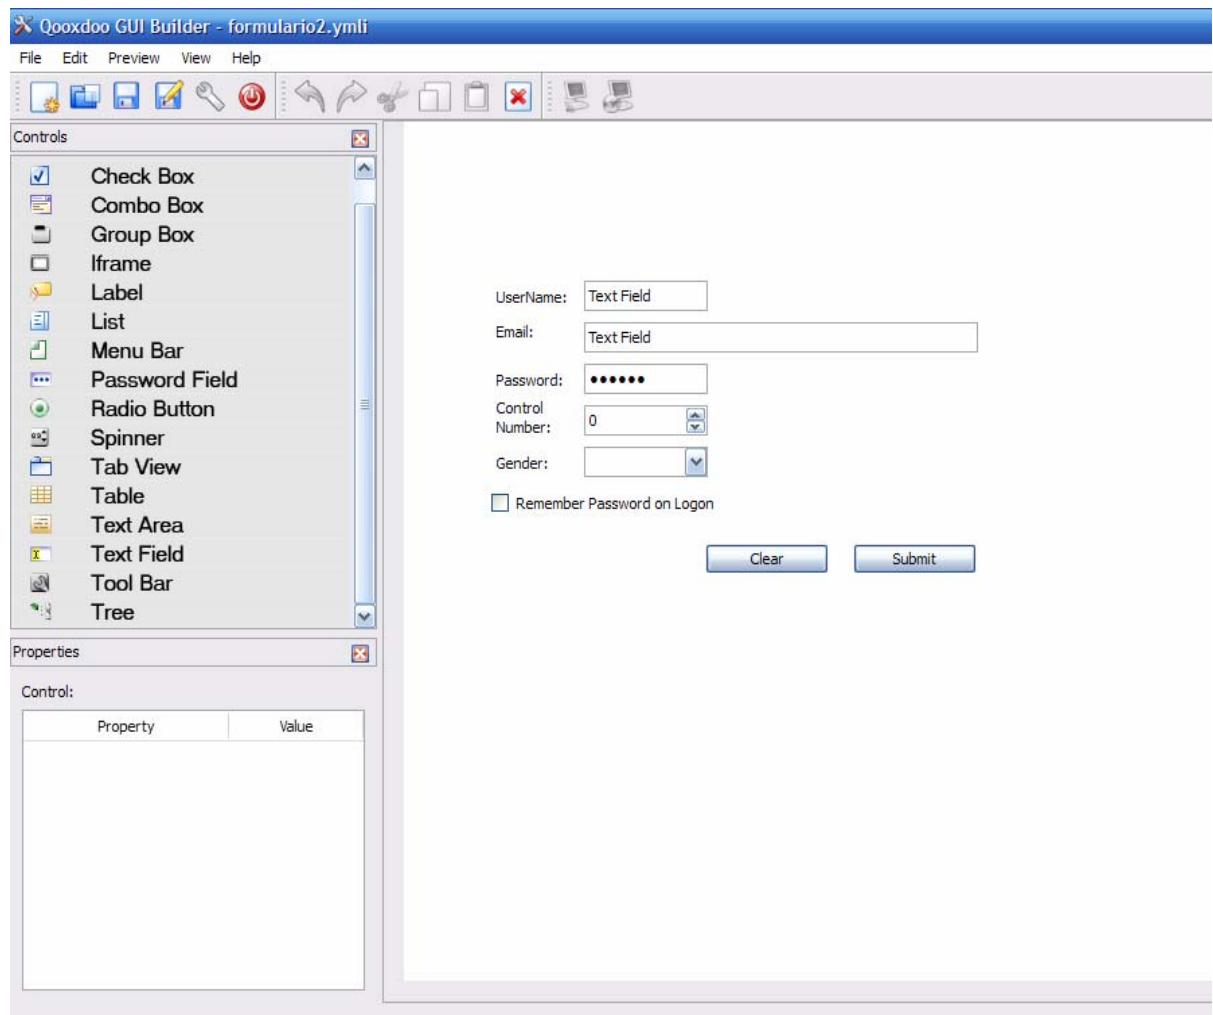 Qooxdoo GUI Builder - formulario2.ymli
File Edit Preview View Help
Controls
Check Box
Combo Box
Group Box
Iframe
Label
List
Menu Bar
Password Field
Radio Button
Spinner
Tab View
Table
Text Area
Text Field
Tool Bar
Tree
Properties
Control:
Property Value
UserName: Text Field
Email: Text Field
Password: ••••••
Control
Number: 0
Gender:
Remember Password on Logon
Clear Submit